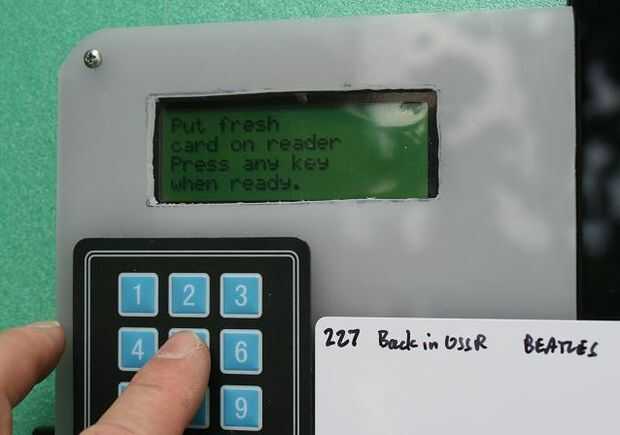 Put fresh
card on reader
Press any key
when ready.
1 2 3
4 6
9
227 Back in USSR BEATLES